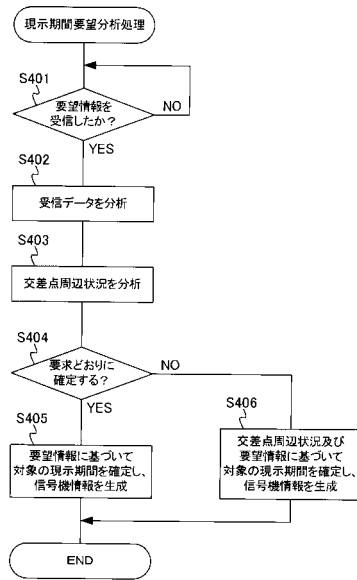 現示期間要望分析処理
S401
要望情報を
受信したか?
NO
YES
S402
受信データを分析
S403
交差点周辺状況を分析
S404
要求どおりに
確定する?
NO
YES
S405
要望情報に基づいて
対象の現示期間を確定し、
信号機情報を生成
S406
交差点周辺状況及び
要望情報に基づいて
対象の現示期間を確定し、
信号機情報を生成
END